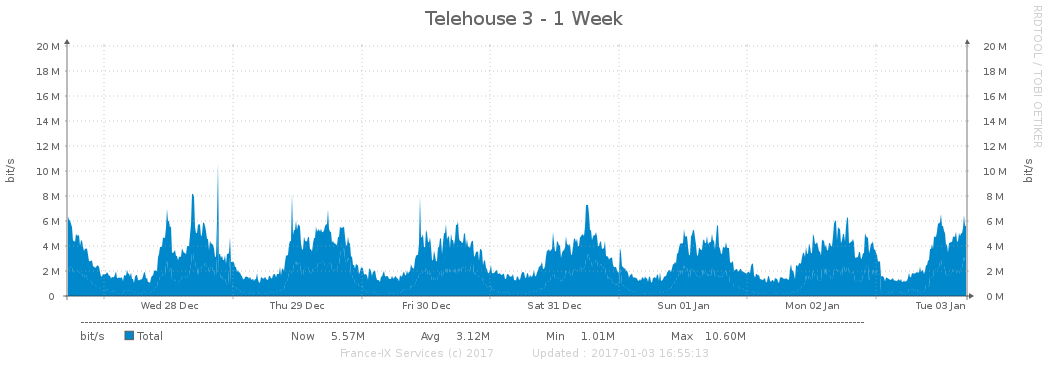 Telehouse 3 - 1 Week
RRDTOOL / TOBI OETIKER
20 M 20 M
18 M 18 M
16 M 16 M
14 M 14 M
12 M 12 M
10 M 10 M
8 M 8 M
6 M 6 M
4 M 4 M
2 M 2 M
0 0 M
bit/s bit/s
Wed 28 Dec Thu 29 Dec Fri 30 Dec Sat 31 Dec Sun 01 Jan Mon 02 Jan Tue 03 Jan
bit/s Total Now 5.57M Avg 3.12M Min 1.01M Max 10.60M
France-IX Services (c) 2017 Updated : 2017-01-03 16:55:13